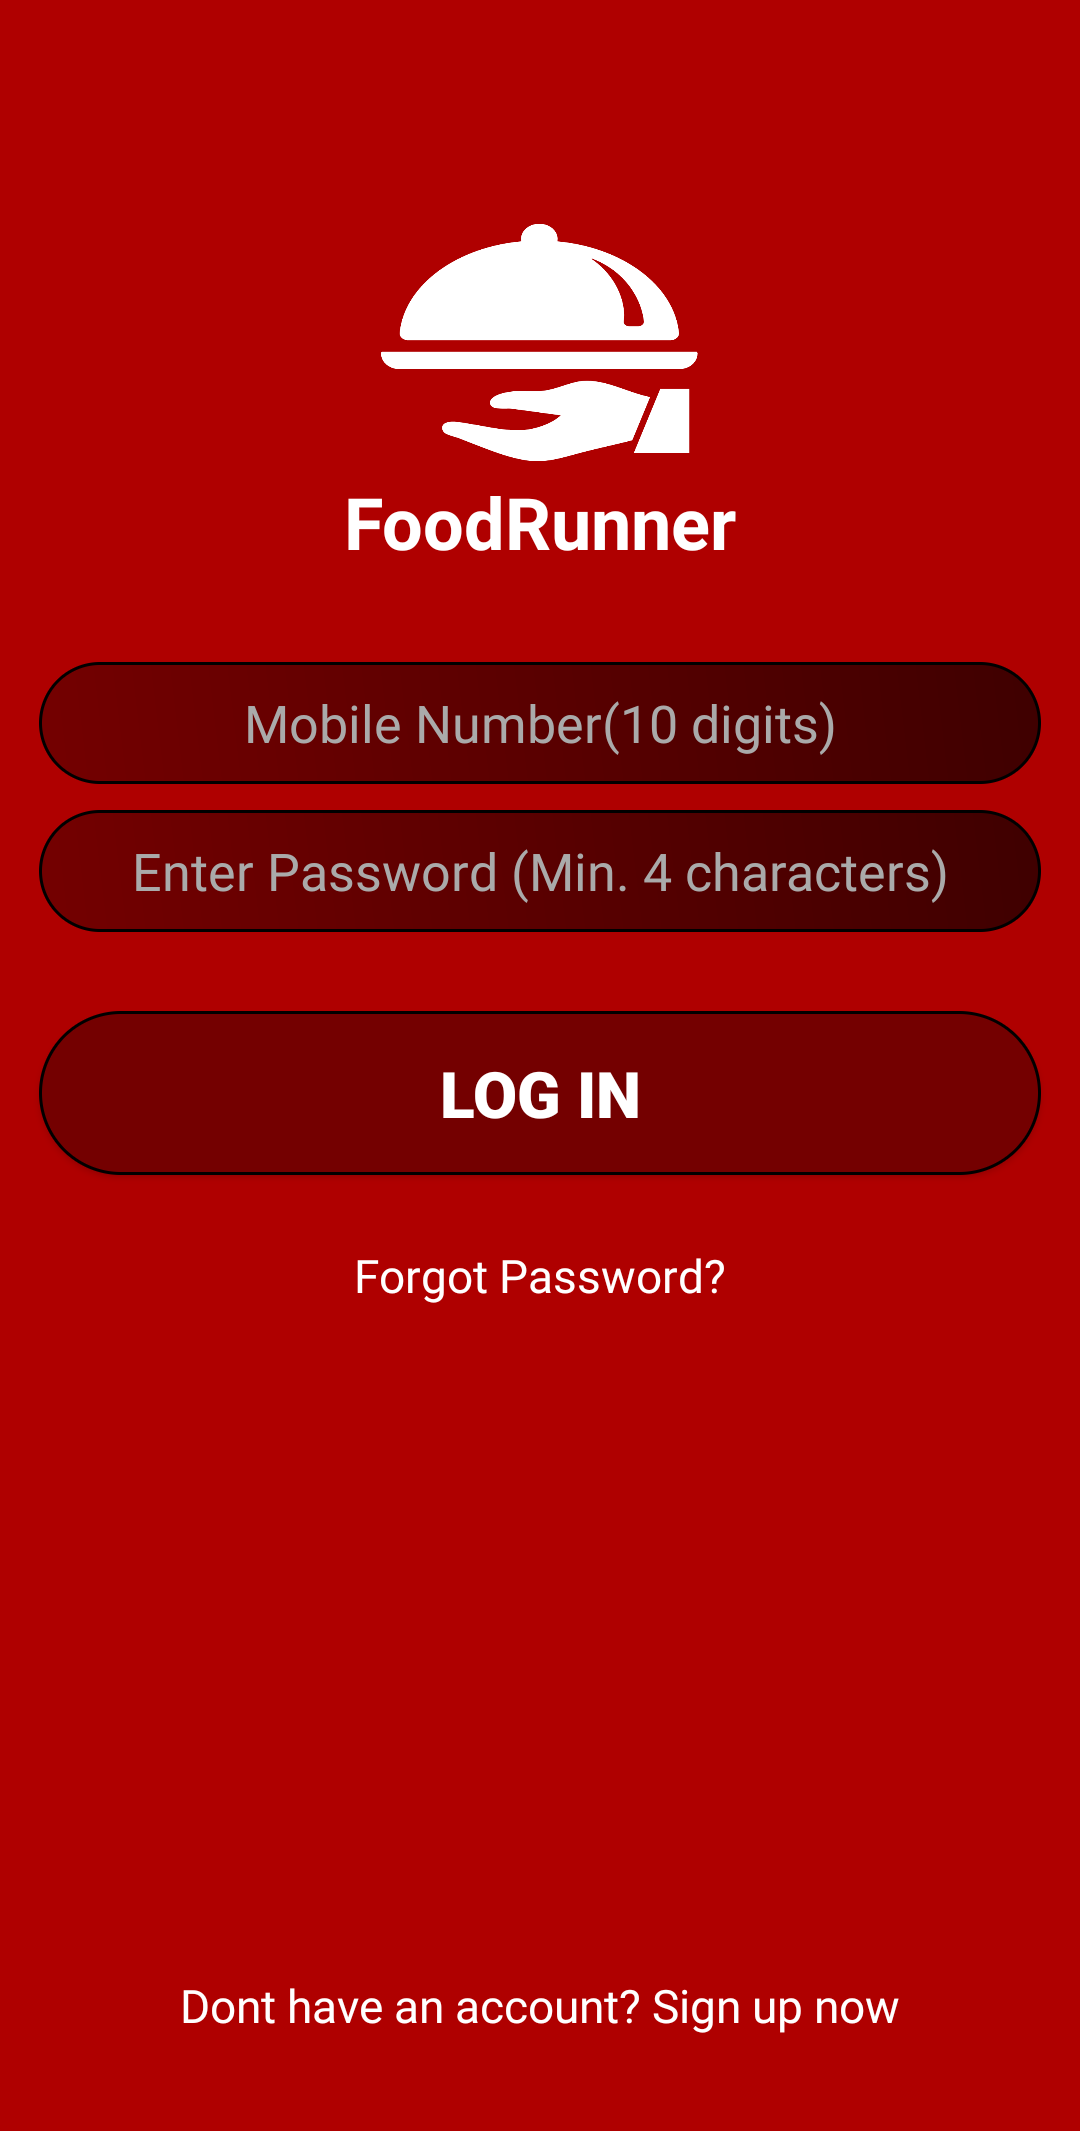 FoodRunner
Mobile Number(10 digits)
Enter Password (Min. 4 characters)
LOG IN
Forgot Password?
Dont have an account? Sign up now